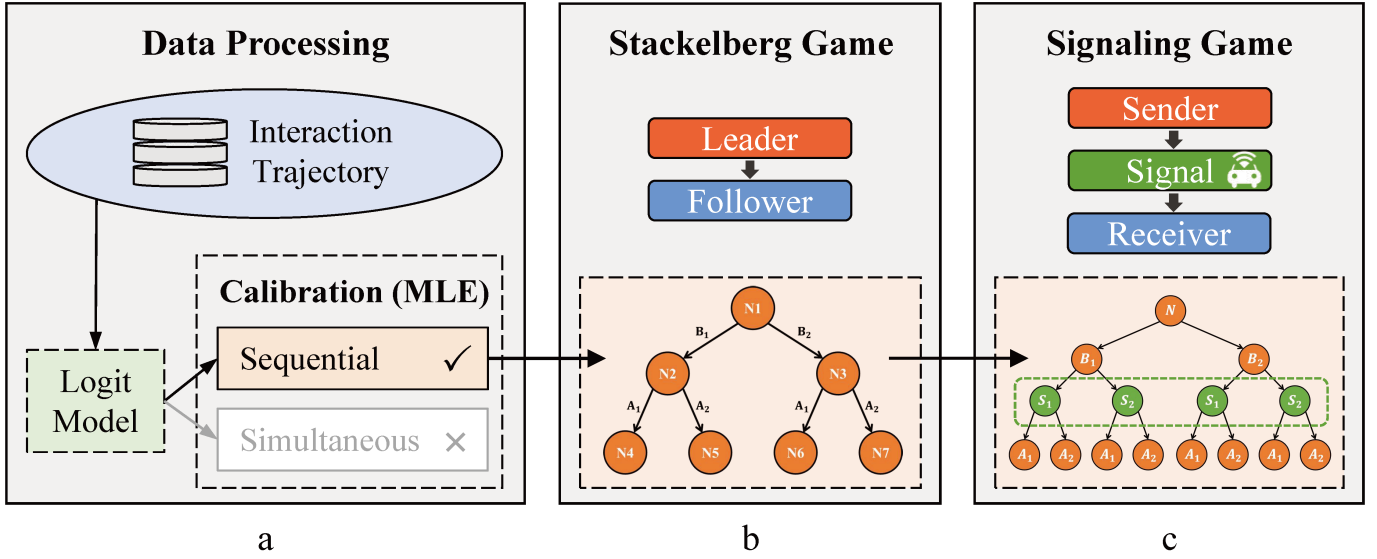 Data Processing
Interaction
Trajectory
Calibration (MLE)
Sequential ✓
Simultaneous ✕
Logit
Model
a
Stackelberg Game
Leader
Follower
N1
B₁ B₂
N2 N3
A₁ A₂ A₁ A₂
N4 N5 N6 N7
b
Signaling Game
Sender
Signal
Receiver
N
B₁ B₂
S₁ S₂ S₁ S₂
A₁ A₂ A₁ A₂ A₁ A₂ A₁ A₂
c